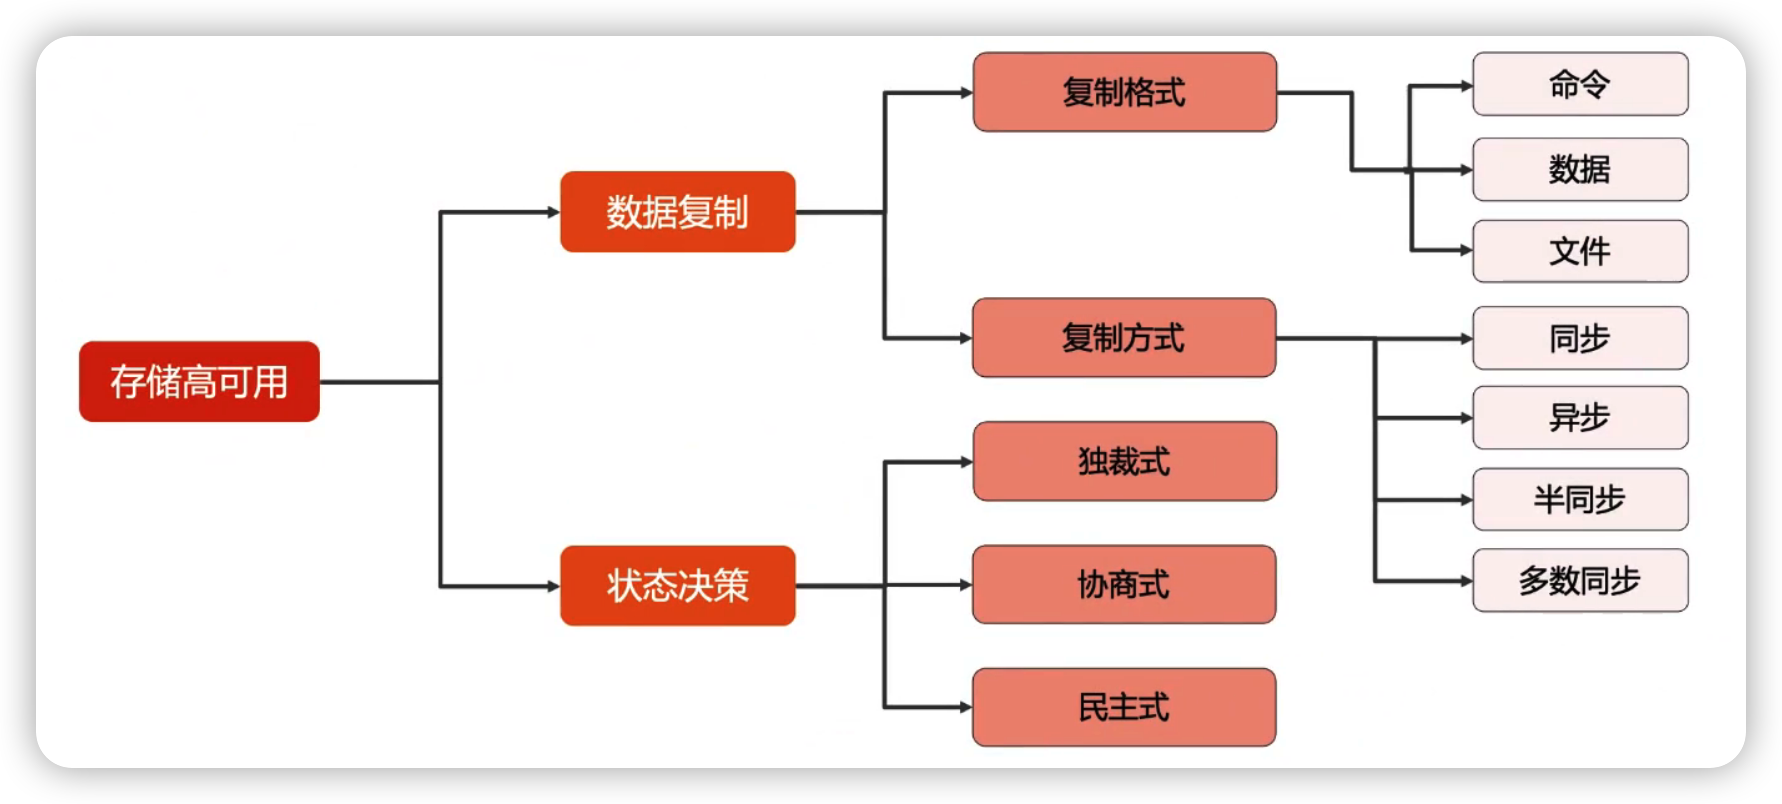 存储高可用
数据复制
状态决策
复制格式
复制方式
独裁式
协商式
民主式
命令
数据
文件
同步
异步
半同步
多数同步